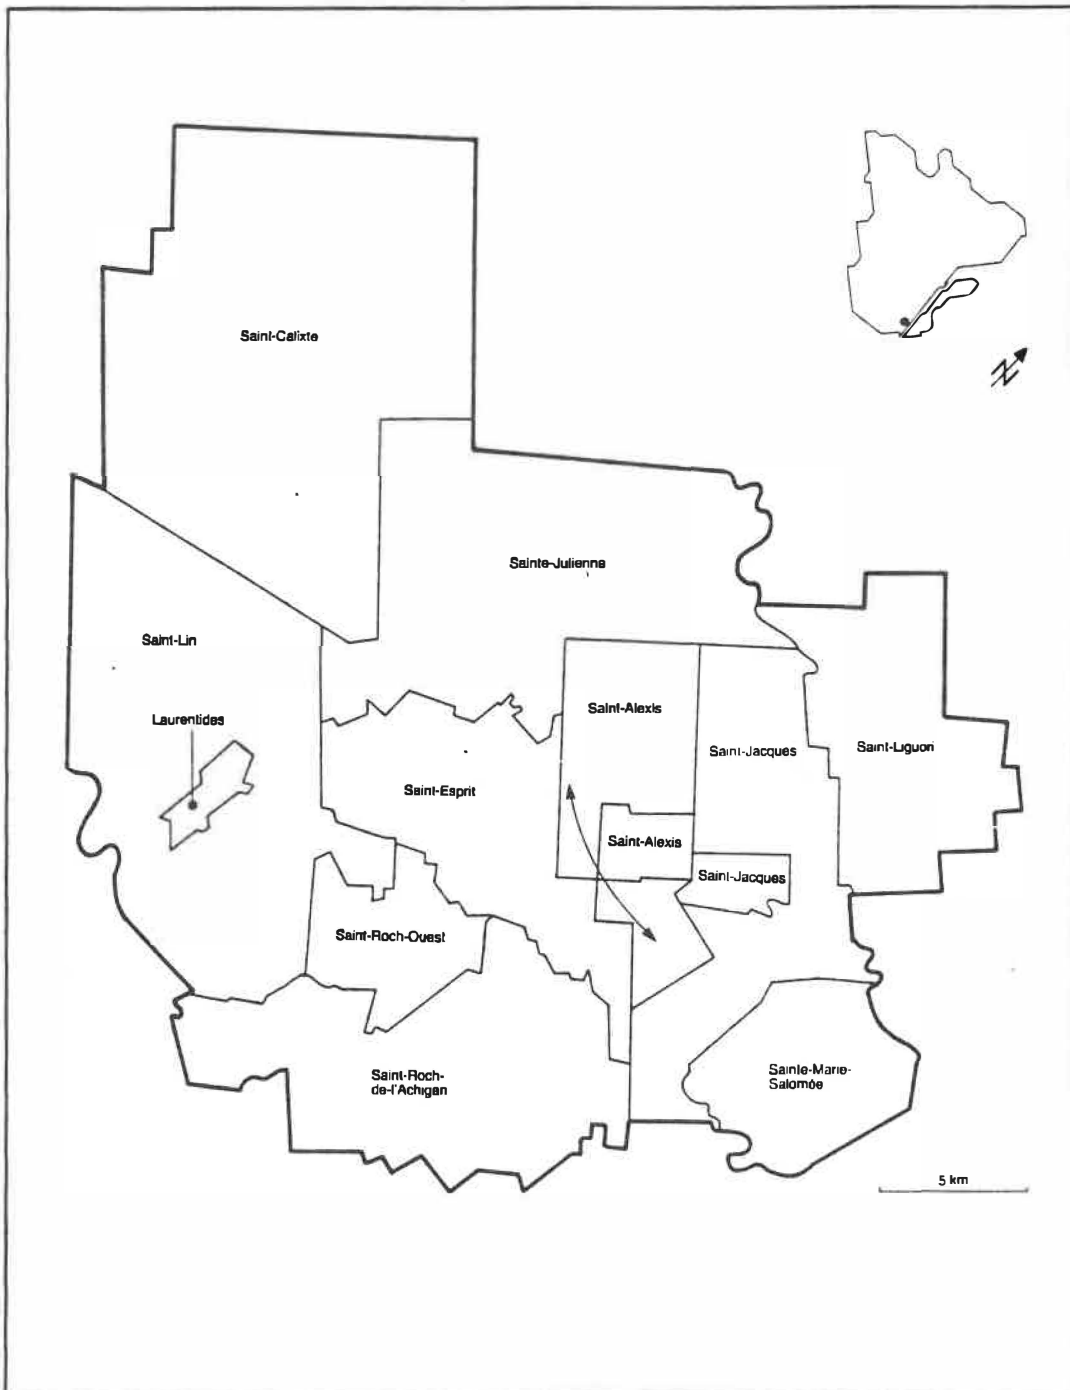 Saint-Calixte
Sainte-Julienne
Saint-Lin
Laurentides
Saint-Alexis
Saint-Jacques
Saint-Liguori
Saint-Esprit
Saint-Alexis
Saint-Jacques
Saint-Roch-Ouest
Saint-Roch-
de-l'Achigan
Sainte-Marie-
Salomée
N
5 km